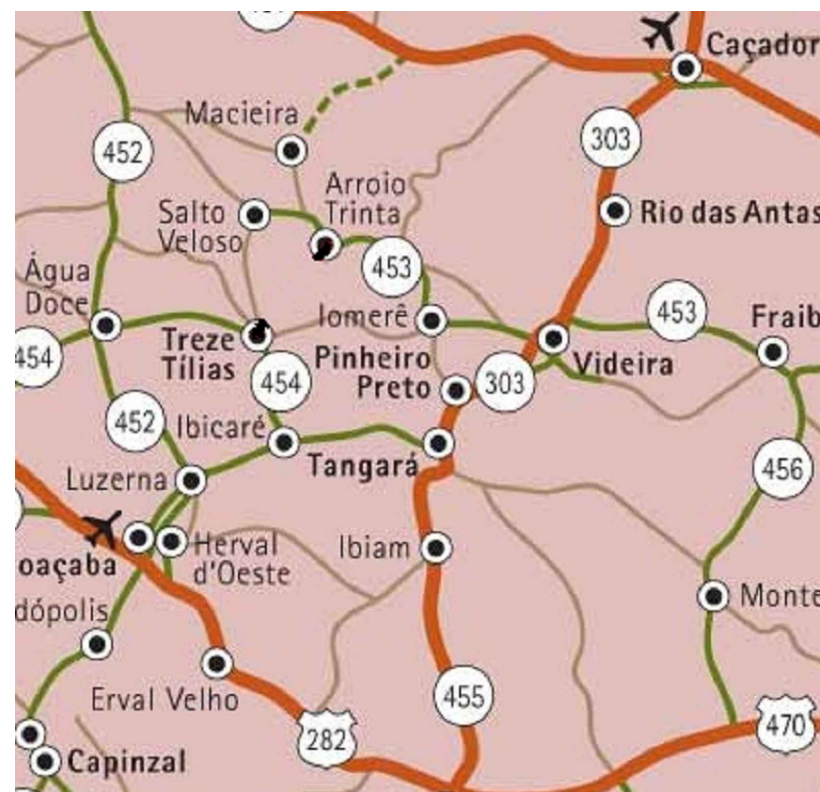 Caçador
Macieira
303
452
Arroio
Trinta
Rio das Antas
Salto
Veloso
453
Água
Doce
453
Iomerê
Fraib
454
Treze
Tílias
Pinheiro
Preto
Videira
454
303
452
Ibicaré
Tangará
456
Luzerna
Herval
d'Oeste
Ibiam
oaçaba
Monte
dópolis
Erval Velho
455
282
470
Capinzal